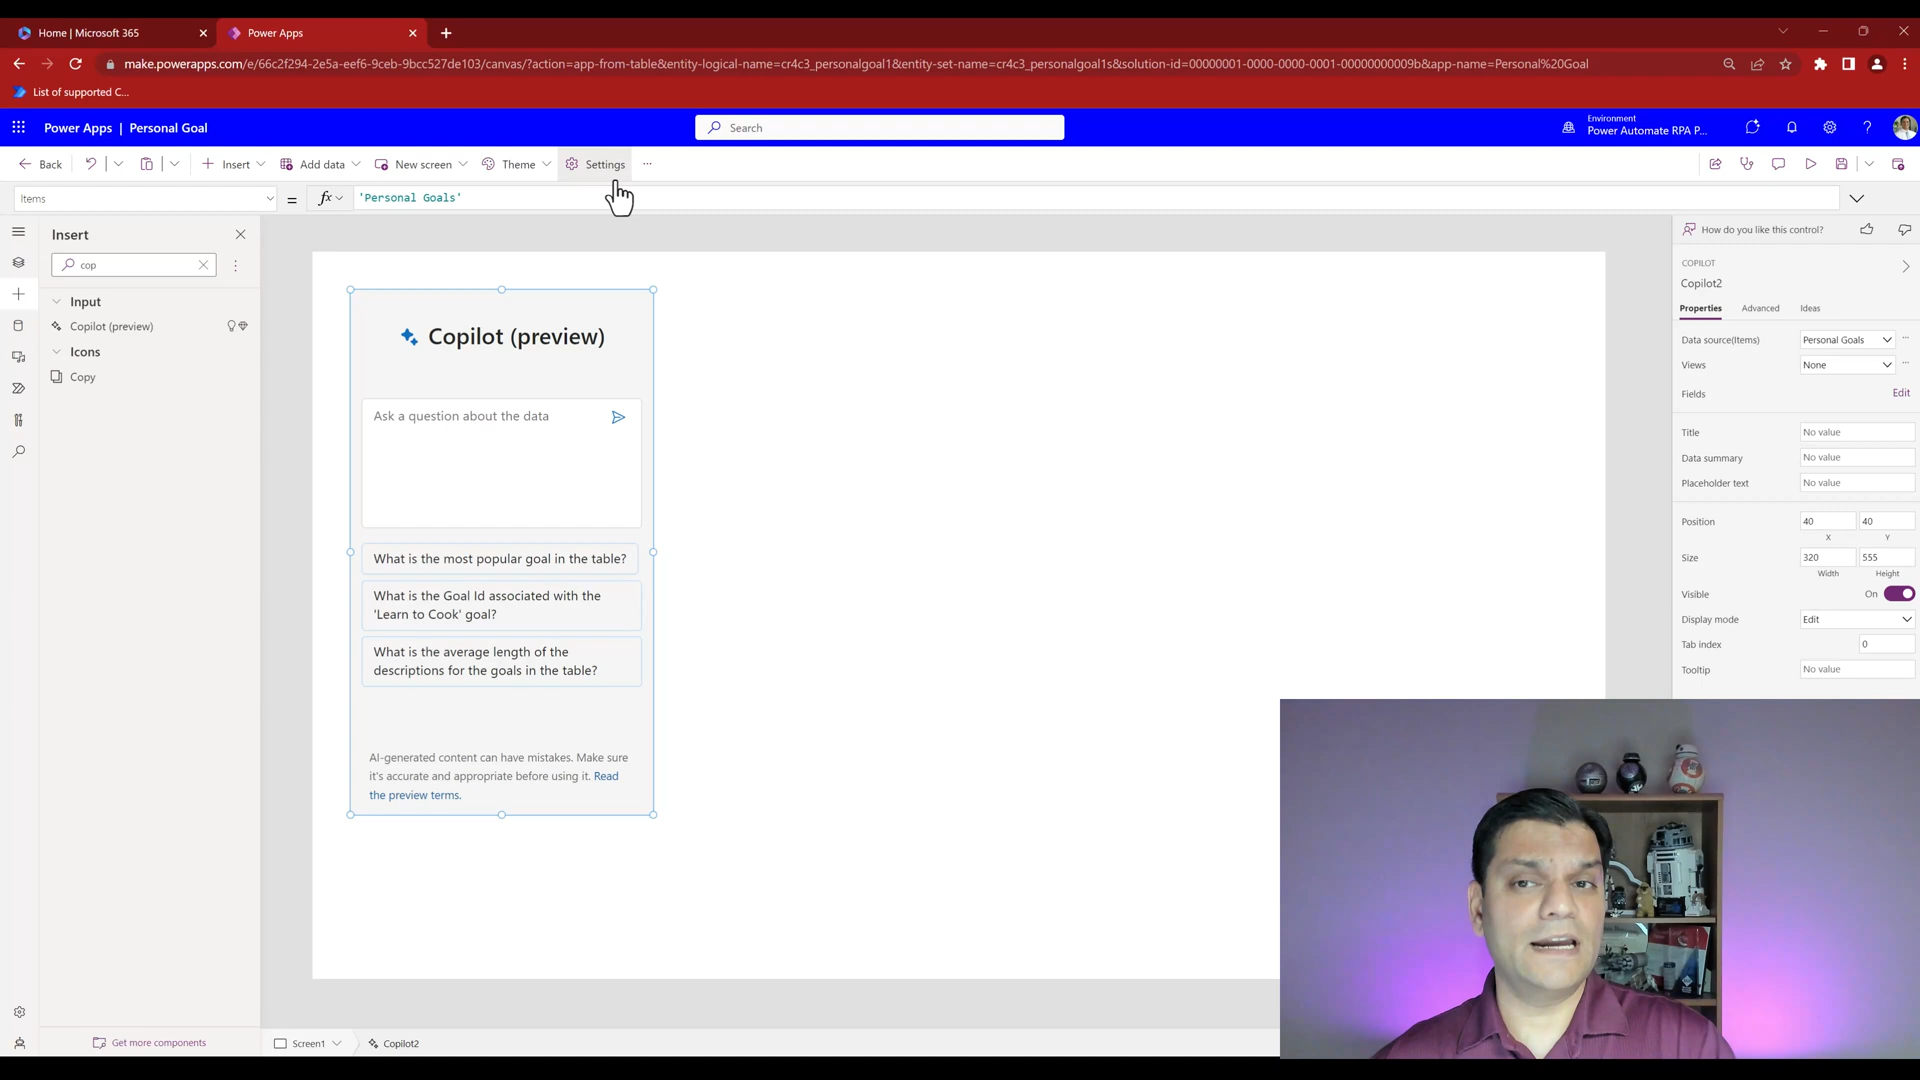 Home | Microsoft 365
Power Apps
make.powerapps.com/e/66c2f294-2e5a-eef6-9ceb-9bcc527de103/canvas/?action=app-from-table&entity-logical-name=cr4c3_personalgoal1&entity-set-name=cr4c3_personalgoal1s&solution-id=00000001-0000-0000-0001-00000000009b&app-name=Personal%20Goal
List of supported C...
Power Apps | Personal Goal
Search
Environment
Power Automate RPA P...
Back
Insert
Add data
New screen
Theme
Settings
Items
=
fx
'Personal Goals'
Insert
cop
Input
Copilot (preview)
Icons
Copy
Get more components
Copilot (preview)
Ask a question about the data
What is the most popular goal in the table?
What is the Goal Id associated with the
'Learn to Cook' goal?
What is the average length of the
descriptions for the goals in the table?
AI-generated content can have mistakes. Make sure
it's accurate and appropriate before using it. Read
the preview terms.
Screen1
Copilot2
How do you like this control?
COPILOT
Copilot2
Properties
Advanced
Ideas
Data source(Items)
Personal Goals
Views
None
Fields
Edit
Title
No value
Data summary
No value
Placeholder text
No value
Position
40
40
X
Y
Size
320
555
Width
Height
Visible
On
Display mode
Edit
Tab index
0
Tooltip
No value